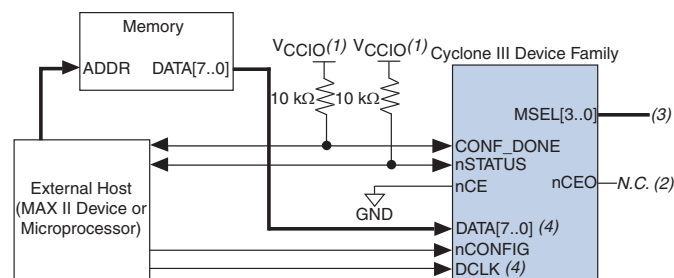 Memory
ADDR DATA[7..0]
VCCIO(1) VCCIO(1)
Cyclone III Device Family
10 kΩ 10 kΩ
MSEL[3..0] (3)
CONF_DONE
nSTATUS
nCE nCEO N.C. (2)
GND
External Host
(MAX II Device or
Microprocessor)
DATA[7..0] (4)
nCONFIG
DCLK (4)